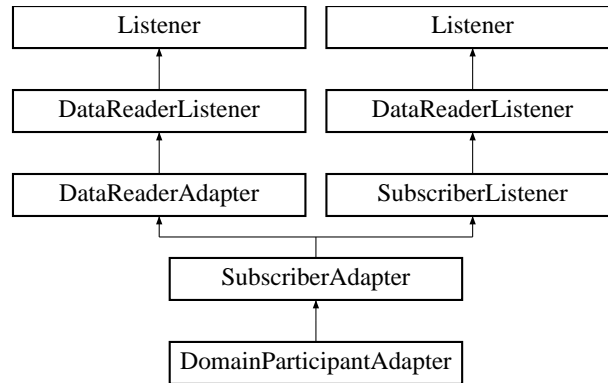 Listener Listener
DataReaderListener DataReaderListener
DataReaderAdapter SubscriberListener
SubscriberAdapter
DomainParticipantAdapter